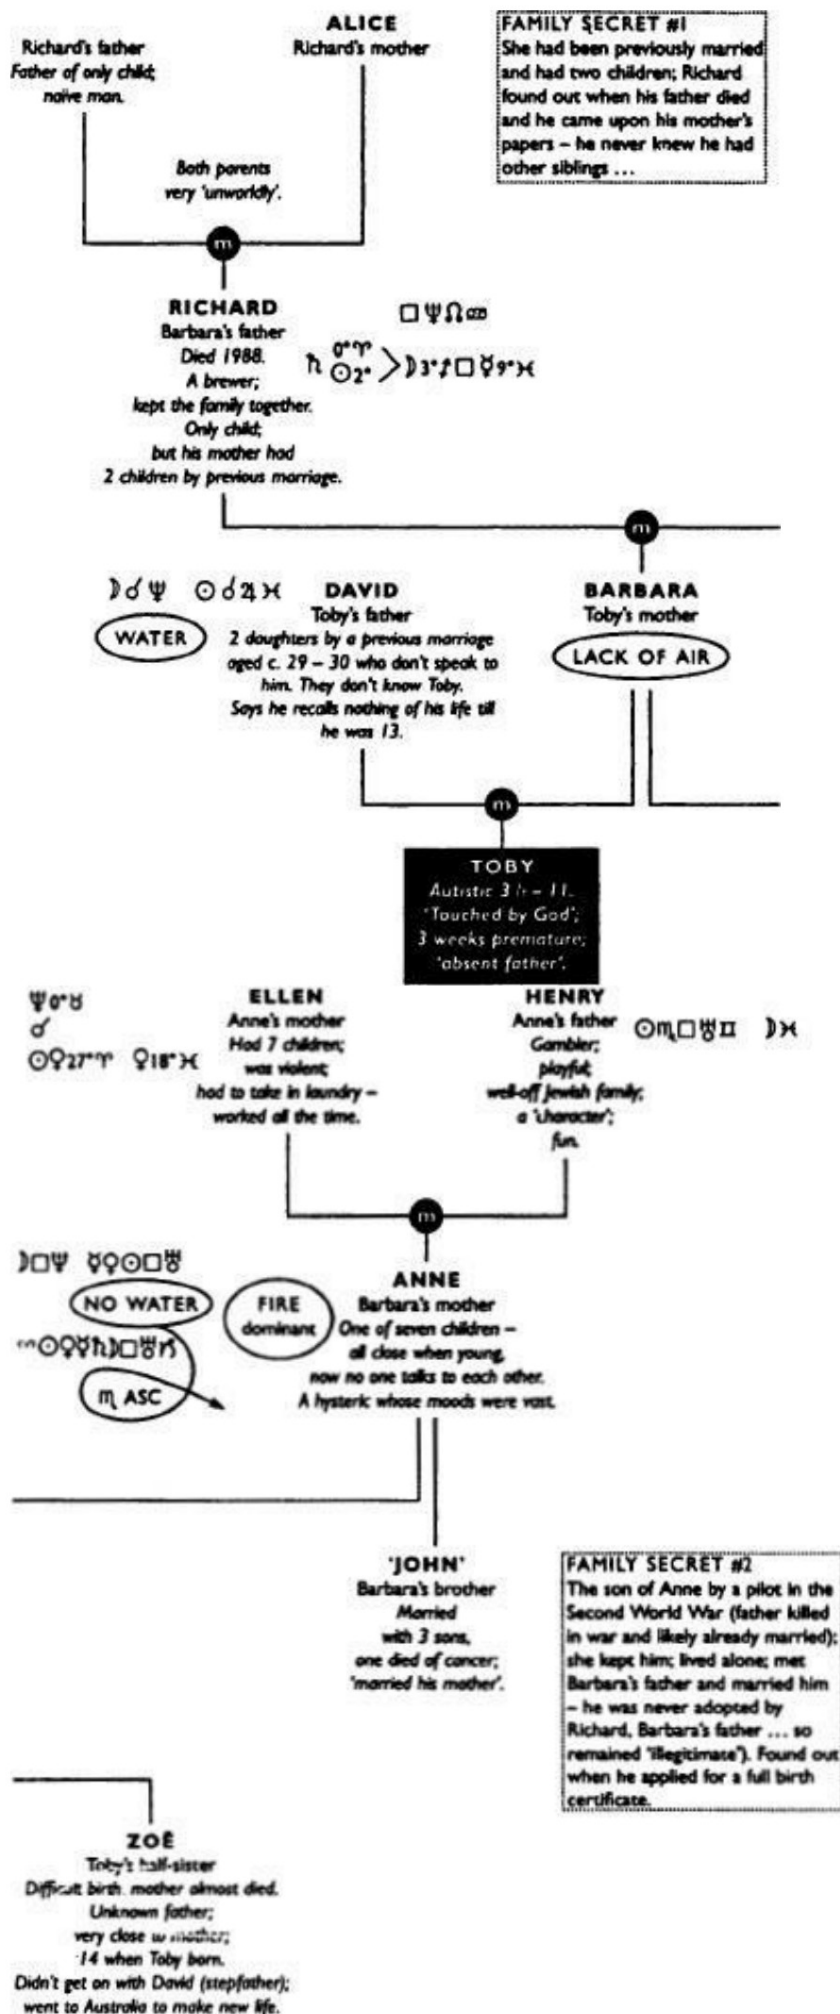 Richard's father
Father of only child;
naïve man.
ALICE
Richard's mother
FAMILY SECRET #1
She had been previously married
and had two children; Richard
found out when his father died
and he came upon his mother's
papers – he never knew he had
other siblings ...
Both parents
very 'unworldly'.
m
RICHARD
Barbara's father
Died 1988.
A brewer;
kept the family together.
Only child;
but his mother had
2 children by previous marriage.
□♆☊♋
♄ 0°♈
☉2° > ☽3°♐□☿9°♓
m
☽☌♆ ☉☌♃♓
WATER
DAVID
Toby's father
2 daughters by a previous marriage
aged c. 29 – 30 who don't speak to
him. They don't know Toby.
Says he recalls nothing of his life till
he was 13.
BARBARA
Toby's mother
LACK OF AIR
m
TOBY
Autistic 3 – 11.
'Touched by God';
3 weeks premature;
'absent father'.
♆0°♉
☌
☉♀27°♈ ♀18°♓
ELLEN
Anne's mother
Had 7 children;
was violent;
had to take in laundry –
worked all the time.
HENRY
Anne's father
Gambler;
playful;
well-off Jewish family;
a 'character';
fun.
☉♏□♅♊ ☽♓
m
☽□♆ ☿♀☉□♅
NO WATER
☉♀☿♄☽□♅♑
♏ ASC
FIRE
dominant
ANNE
Barbara's mother
One of seven children –
all close when young,
now no one talks to each other.
A hysteric whose moods were vast.
'JOHN'
Barbara's brother
Married
with 3 sons,
one died of cancer;
'married his mother'.
FAMILY SECRET #2
The son of Anne by a pilot in the
Second World War (father killed
in war and likely already married);
she kept him; lived alone; met
Barbara's father and married him
– he was never adopted by
Richard, Barbara's father ... so
remained 'illegitimate'). Found out
when he applied for a full birth
certificate.
ZOË
Toby's half-sister
Difficult birth, mother almost died.
Unknown father;
very close to mother;
14 when Toby born.
Didn't get on with David (stepfather);
went to Australia to make new life.